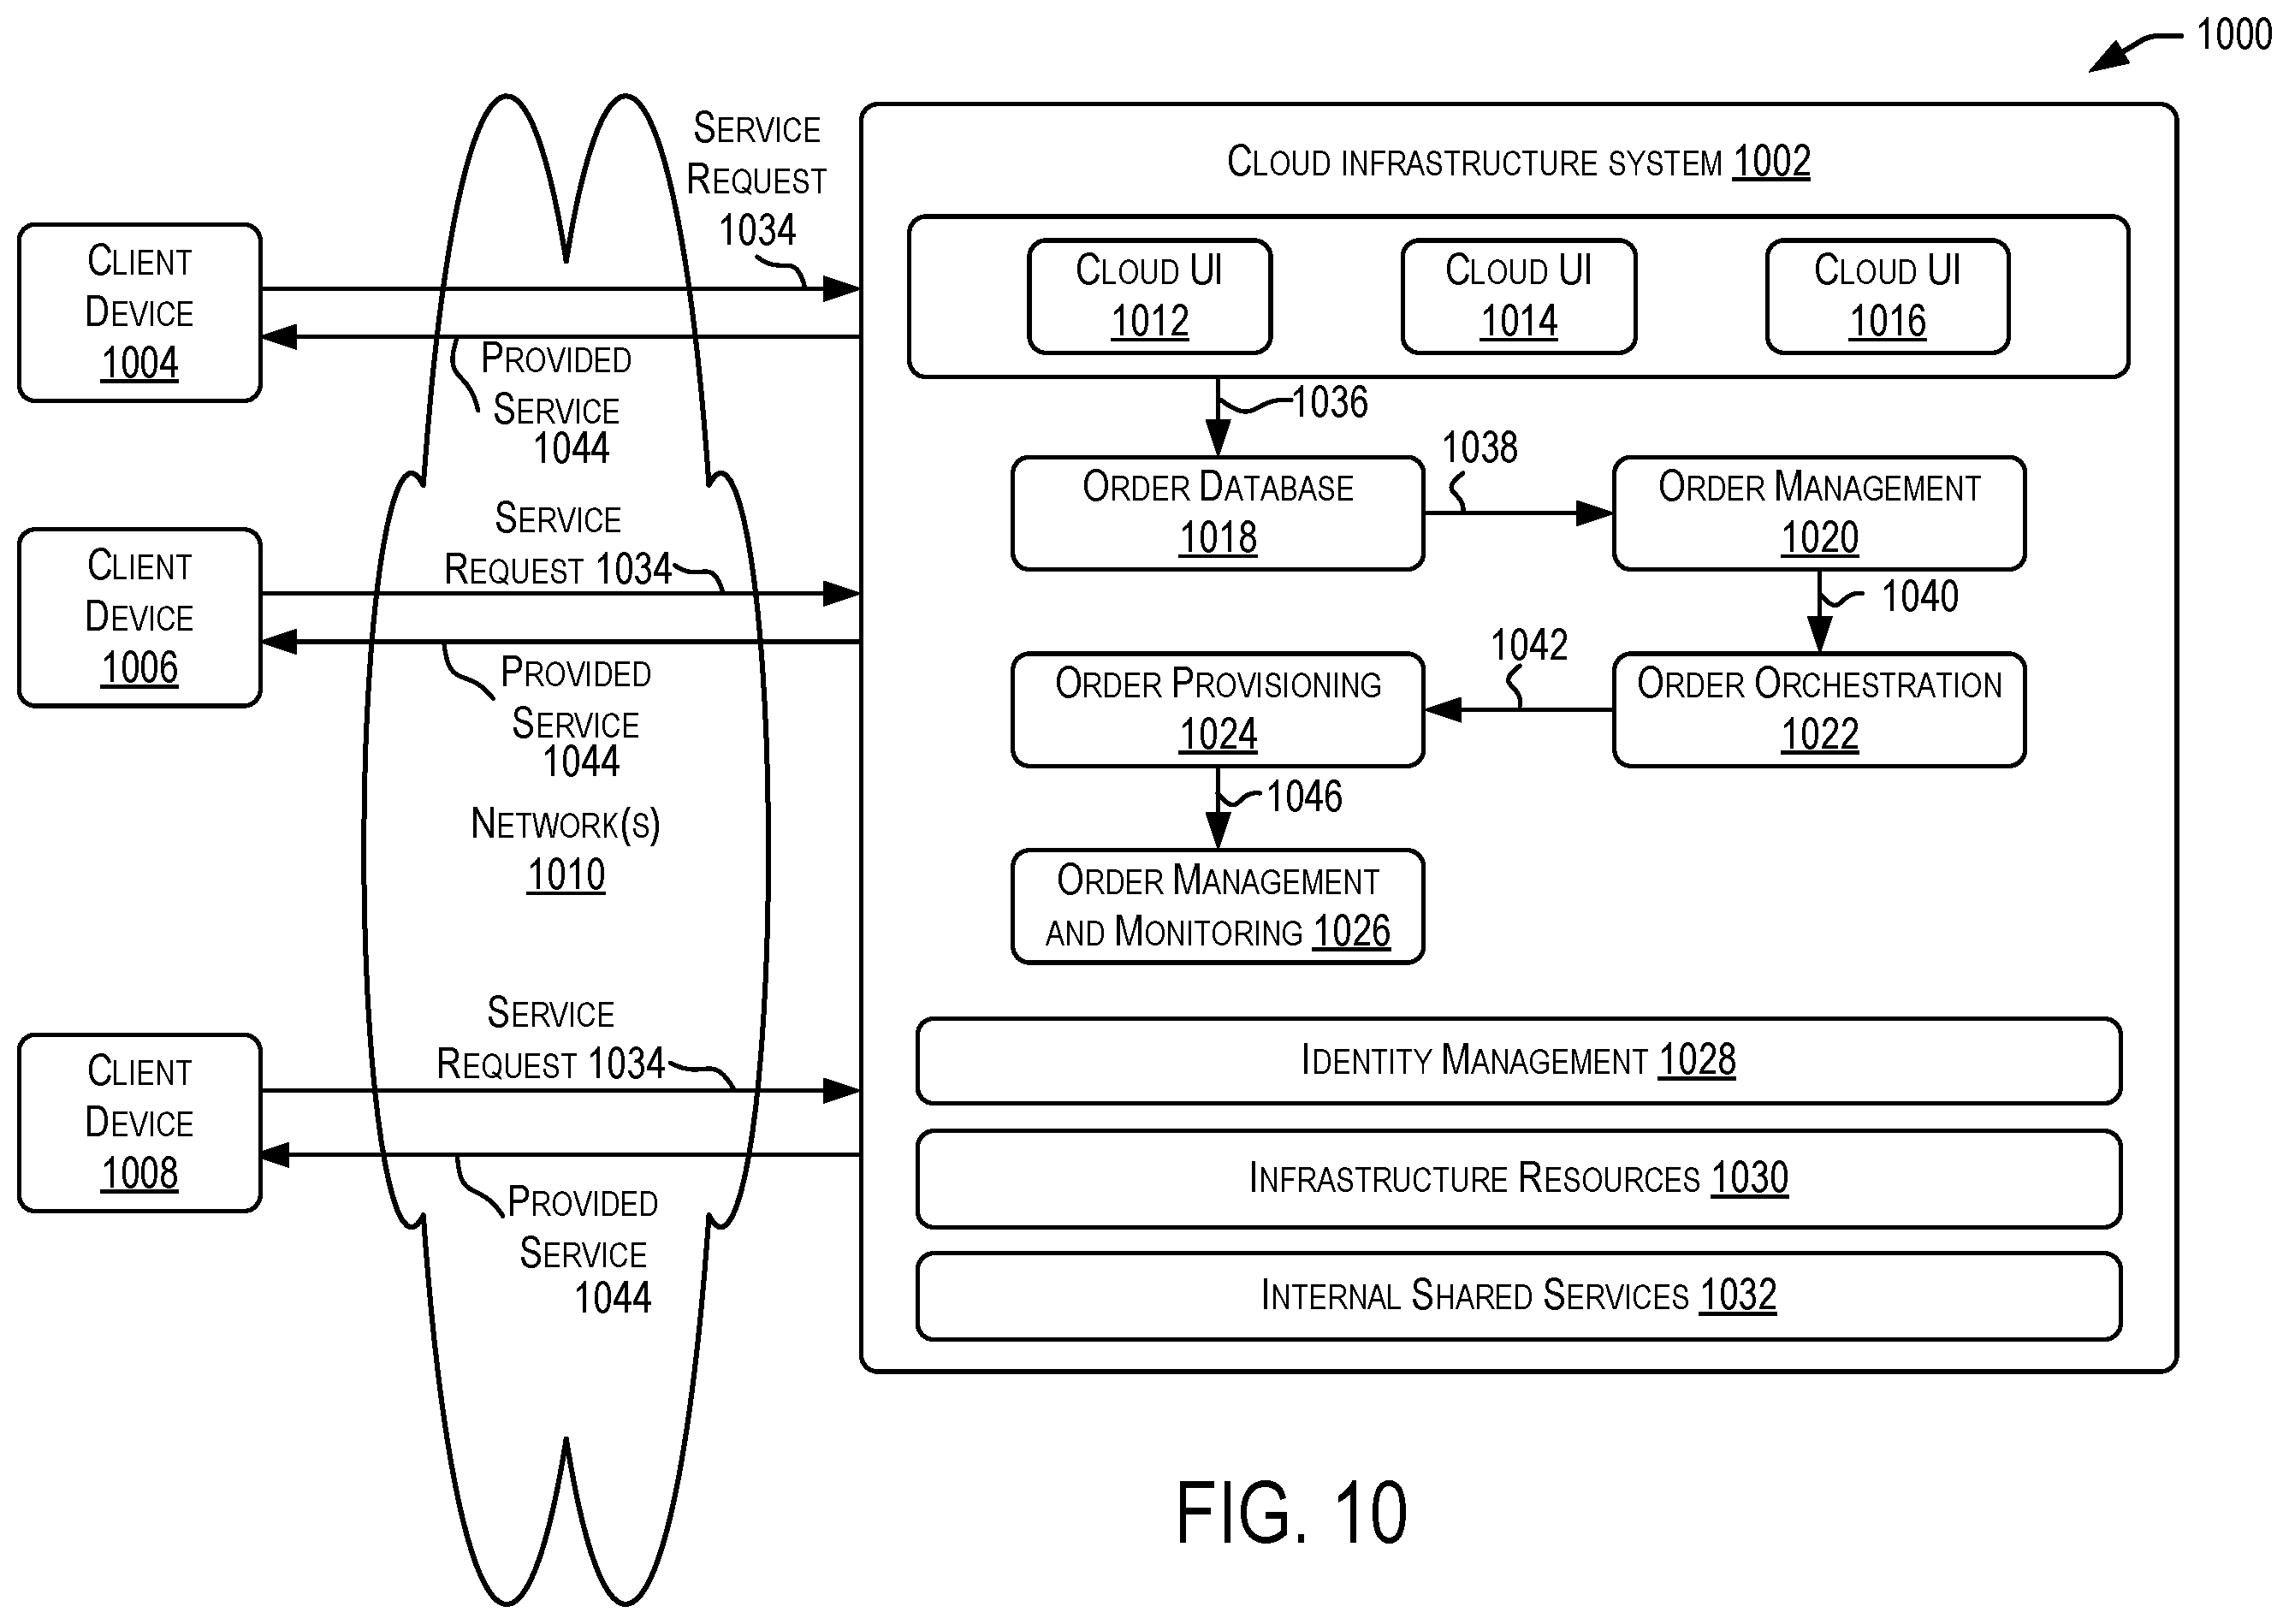 1000
CLIENT
DEVICE
1004
SERVICE
REQUEST
1034
PROVIDED
SERVICE
1044
CLIENT
DEVICE
1006
SERVICE
REQUEST 1034
PROVIDED
SERVICE
1044
NETWORK(S)
1010
CLIENT
DEVICE
1008
SERVICE
REQUEST 1034
PROVIDED
SERVICE
1044
CLOUD INFRASTRUCTURE SYSTEM 1002
CLOUD UI
1012
CLOUD UI
1014
CLOUD UI
1016
1036
ORDER DATABASE
1018
1038
ORDER MANAGEMENT
1020
1040
ORDER ORCHESTRATION
1022
1042
ORDER PROVISIONING
1024
1046
ORDER MANAGEMENT
AND MONITORING 1026
IDENTITY MANAGEMENT 1028
INFRASTRUCTURE RESOURCES 1030
INTERNAL SHARED SERVICES 1032
FIG. 10